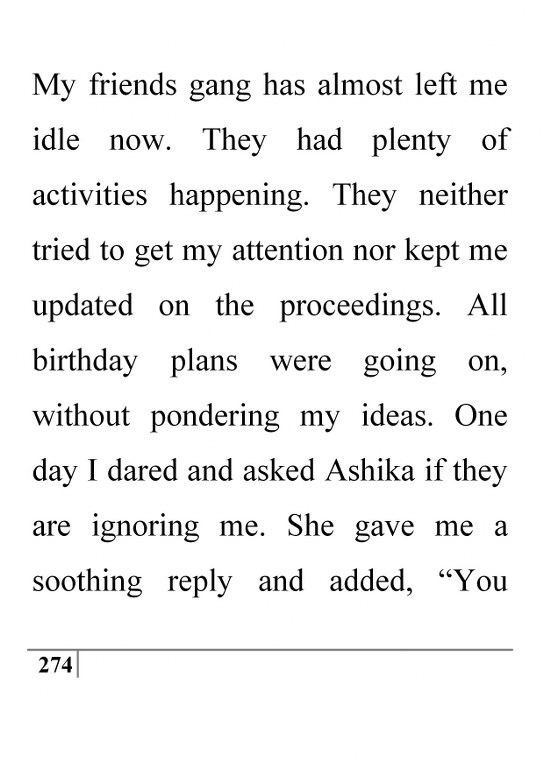 My friends gang has almost left me
idle now. They had plenty of
activities happening. They neither
tried to get my attention nor kept me
updated on the proceedings. All
birthday plans were going on,
without pondering my ideas. One
day I dared and asked Ashika if they
are ignoring me. She gave me a
soothing reply and added, “You
274